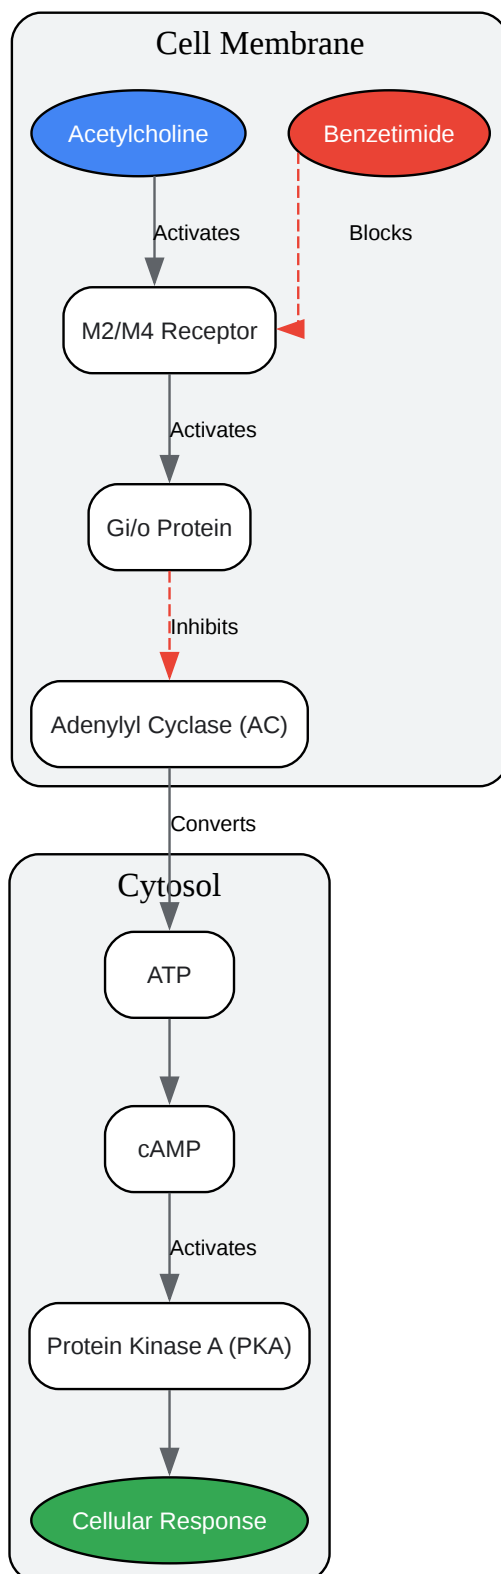 Cell Membrane
Acetylcholine
Benzetimide
Activates
Blocks
M2/M4 Receptor
Activates
Gi/o Protein
Inhibits
Adenylyl Cyclase (AC)
Converts
Cytosol
ATP
cAMP
Activates
Protein Kinase A (PKA)
Cellular Response